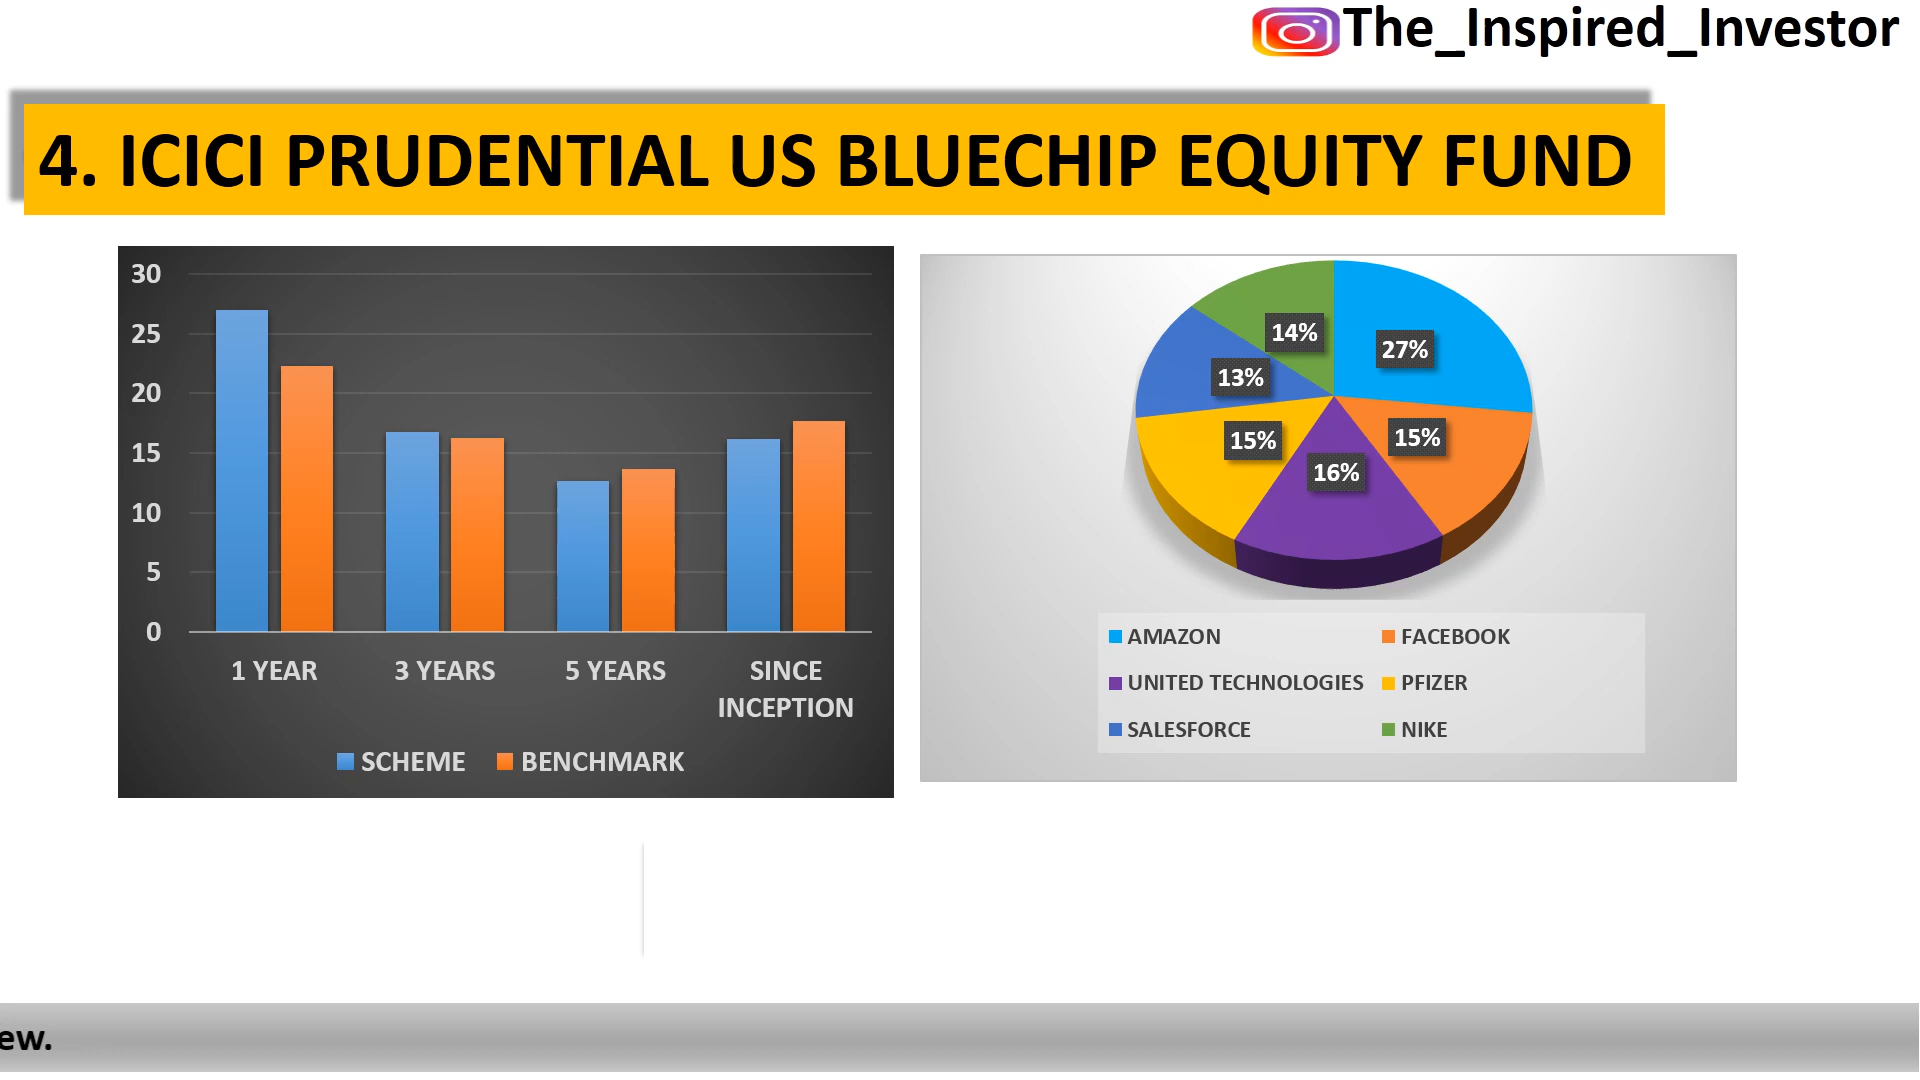 The_Inspired_Investor
4. ICICI PRUDENTIAL US BLUECHIP EQUITY FUND
30
25
20
15
10
5
0
1 YEAR
3 YEARS
5 YEARS
SINCE
INCEPTION
SCHEME
BENCHMARK
14%
27%
13%
15%
15%
16%
AMAZON
FACEBOOK
UNITED TECHNOLOGIES
PFIZER
SALESFORCE
NIKE
ew.